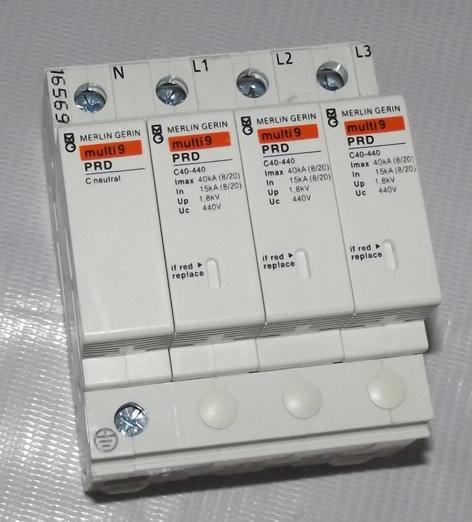 16569
N
L1
L2
L3
MERLIN GERIN
multi 9
PRD
C neutral
MERLIN GERIN
multi 9
PRD
C40-440
Imax 40kA (8/20)
In 15kA (8/20)
Up 1,8kV
Uc 440V
if red
replace
MERLIN GERIN
multi 9
PRD
C40-440
Imax 40kA (8/20)
In 15kA (8/20)
Up 1,8kV
Uc 440V
if red
replace
MERLIN GERIN
multi 9
PRD
C40-440
Imax 40kA (8/20)
In 15kA (8/20)
Up 1,8kV
Uc 440V
if red
replace